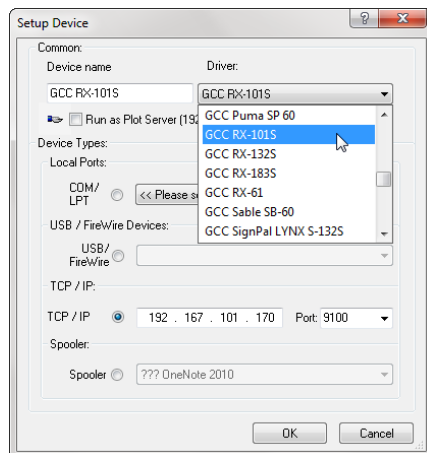 Setup Device
Common:
Device name Driver:
GCC RX-101S GCC RX-101S
Run as Plot Server (192
GCC Puma SP 60
GCC RX-101S
GCC RX-132S
GCC RX-183S
GCC RX-61
GCC Sable SB-60
GCC SignPal LYNX S-132S
Device Types:
Local Ports:
COM/
LPT << Please se
USB / FireWire Devices:
USB/
FireWire
TCP / IP:
TCP / IP 192 . 167 . 101 . 170 Port: 9100
Spooler:
Spooler ??? OneNote 2010
OK Cancel